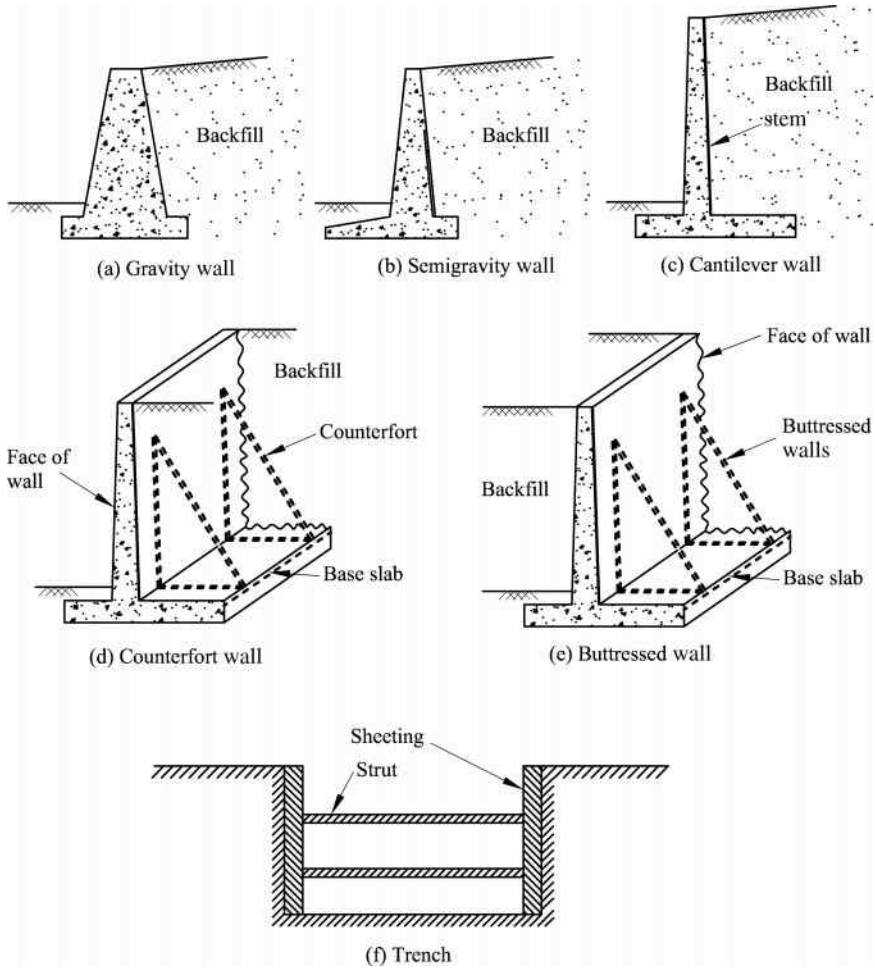 Backfill
(a) Gravity wall
Backfill
(b) Semigravity wall
Backfill
stem
(c) Cantilever wall
Backfill
Counterfort
Face of
wall
Base slab
(d) Counterfort wall
Face of wall
Buttressed
walls
Backfill
Base slab
(e) Buttressed wall
Sheeting
Strut
(f) Trench